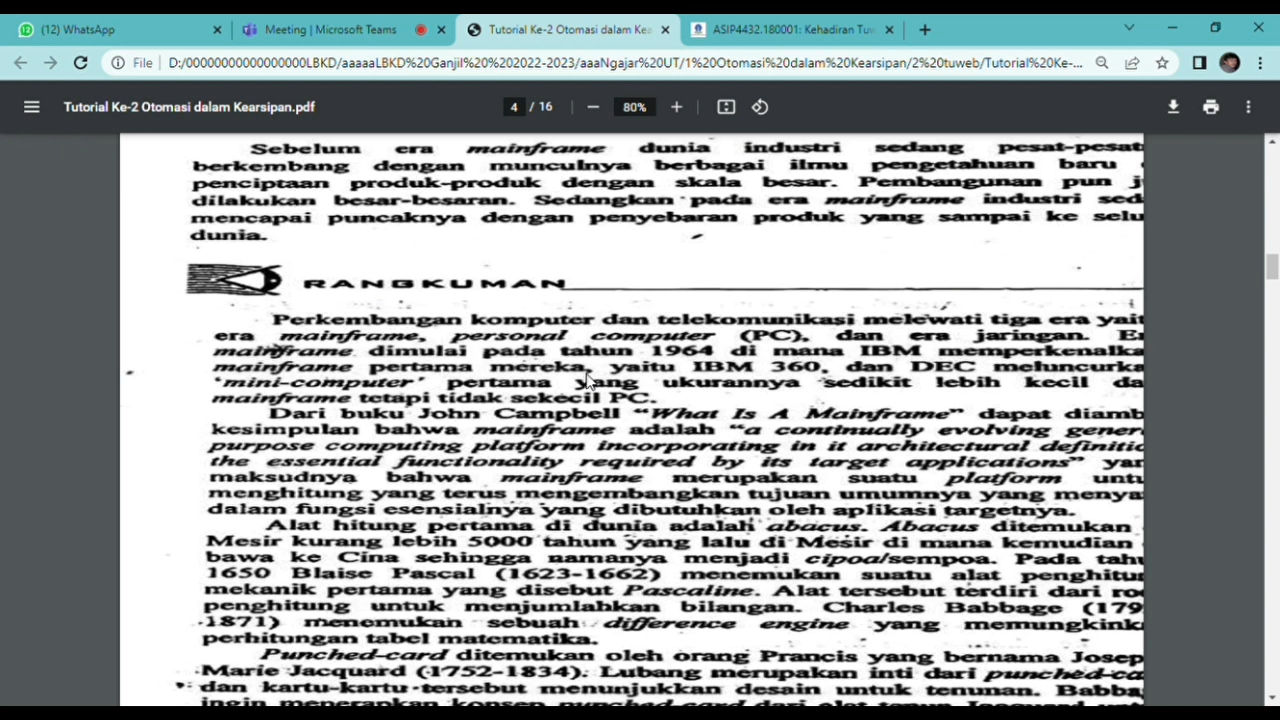 (12) WhatsApp
Meeting | Microsoft Teams
Tutorial Ke-2 Otomasi dalam Kea
ASIP4432.180001: Kehadiran Tuw
File D:/00000000000000000LBKD/aaaaaLBKD%20Ganjil%20%202022-2023/aaaNgajar%20UT/1%20Otomasi%20dalam%20Kearsipan/2%20tuweb/Tutorial%20Ke-...
Tutorial Ke-2 Otomasi dalam Kearsipan.pdf
4 / 16
80%
Sebelum era mainframe dunia industri sedang pesat-pesat
berkembang dengan munculnya berbagai ilmu pengetahuan baru
penciptaan produk-produk dengan skala besar. Pembangunan pun j
dilakukan besar-besaran. Sedangkan pada era mainframe industri sed
mencapai puncaknya dengan penyebaran produk yang sampai ke selu
dunia.
RANGKUMAN
Perkembangan komputer dan telekomunikasi melewati tiga era yait
era mainframe, personal computer (PC), dan era jaringan. Er
mainframe dimulai pada tahun 1964 di mana IBM memperkenalka
mainframe pertama mereka, yaitu IBM 360, dan DEC meluncurka
'mini-computer' pertama yang ukurannya sedikit lebih kecil da
mainframe tetapi tidak sekecil PC.
Dari buku John Campbell "What Is A Mainframe" dapat diamb
kesimpulan bahwa mainframe adalah "a continually evolving gener
purpose computing platform incorporating in it architectural definitio
the essential functionality required by its target applications" yan
maksudnya bahwa mainframe merupakan suatu platform untu
menghitung yang terus mengembangkan tujuan umumnya yang menya
dalam fungsi esensialnya yang dibutuhkan oleh aplikasi targetnya.
Alat hitung pertama di dunia adalah abacus. Abacus ditemukan
Mesir kurang lebih 5000 tahun yang lalu di Mesir di mana kemudian
bawa ke Cina sehingga namanya menjadi cipoa/sempoa. Pada tahu
1650 Blaise Pascal (1623-1662) menemukan suatu alat penghitun
mekanik pertama yang disebut Pascaline. Alat tersebut terdiri dari ro
penghitung untuk menjumlahkan bilangan. Charles Babbage (179
1871) menemukan sebuah difference engine yang memungkink
perhitungan tabel matematika.
Punched-card ditemukan oleh orang Prancis yang bernama Josep
Marie Jacquard (1752-1834). Lubang merupakan inti dari punched-ca
dan kartu-kartu tersebut menunjukkan desain untuk tenunan. Babba
ingin menerapkan konsep punched-card dari alat tenun Jacquard